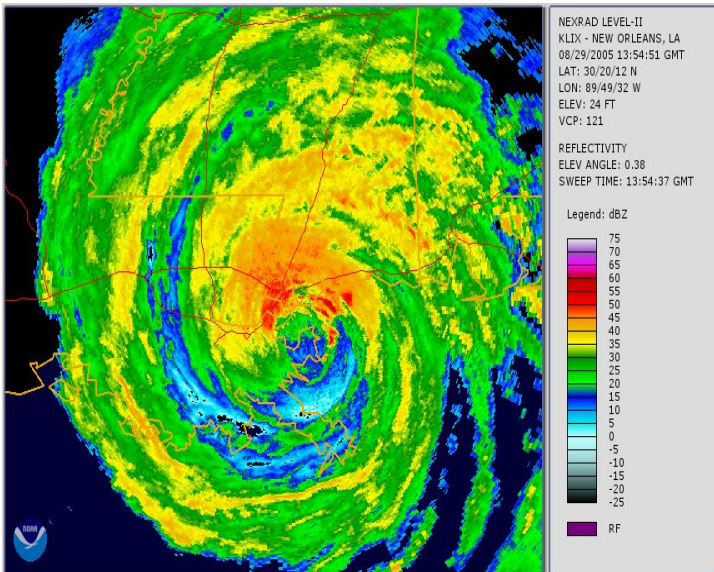 NEXRAD LEVEL-II
KLIX - NEW ORLEANS, LA
08/29/2005 13:54:51 GMT
LAT: 30/20/12 N
LON: 89/49/32 W
ELEV: 24 FT
VCP: 121
REFLECTIVITY
ELEV ANGLE: 0.38
SWEEP TIME: 13:54:37 GMT
Legend: dBZ
75
70
65
60
55
50
45
40
35
30
25
20
15
10
5
0
-5
-10
-15
-20
-25
RF
NOAA